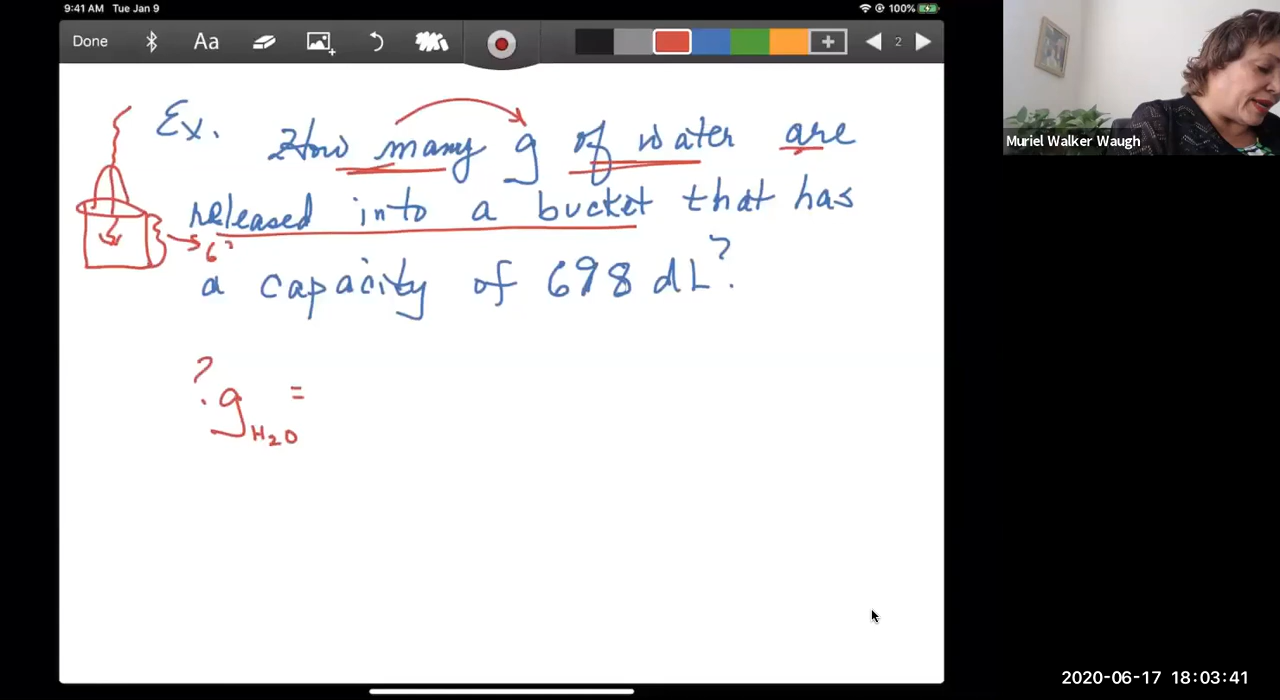 9:41 AM Tue Jan 9
100%
Done
Aa
2
Muriel Walker Waugh
Ex. How many g of water are
released into a bucket that has
a capacity of 698 dL?
? g H2O =
2020-06-17 18:03:41